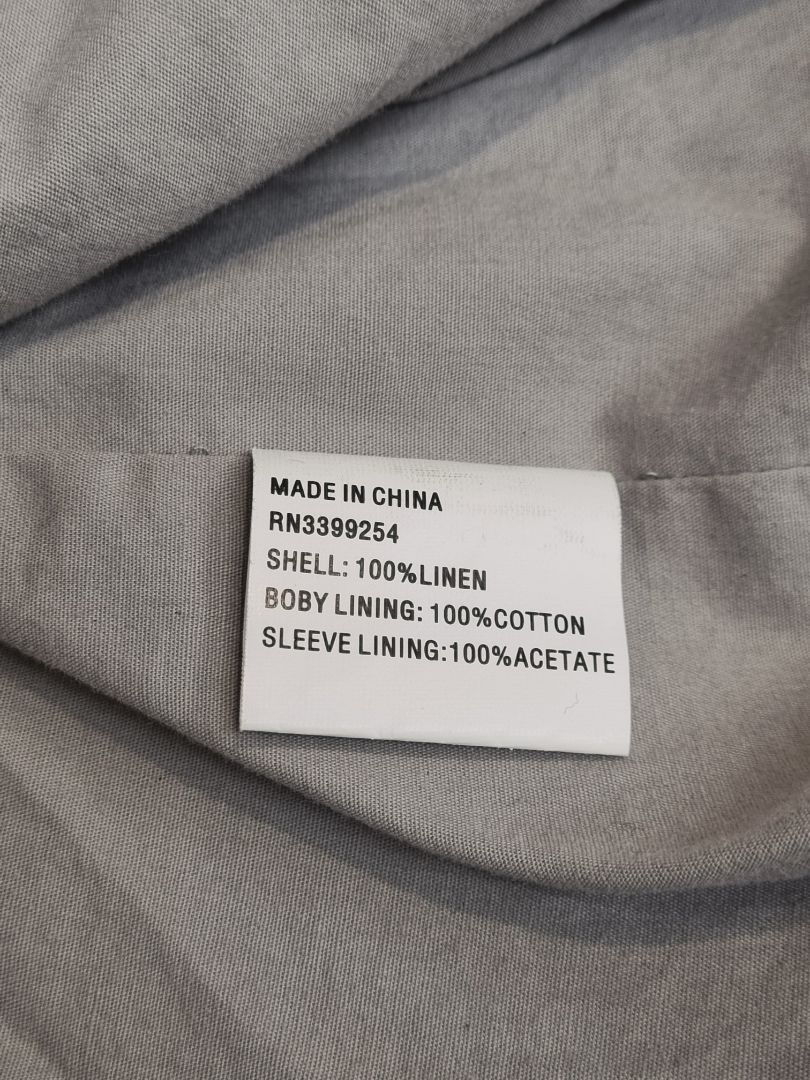 MADE IN CHINA
RN3399254
SHELL: 100%LINEN
BOBY LINING: 100%COTTON
SLEEVE LINING:100%ACETATE